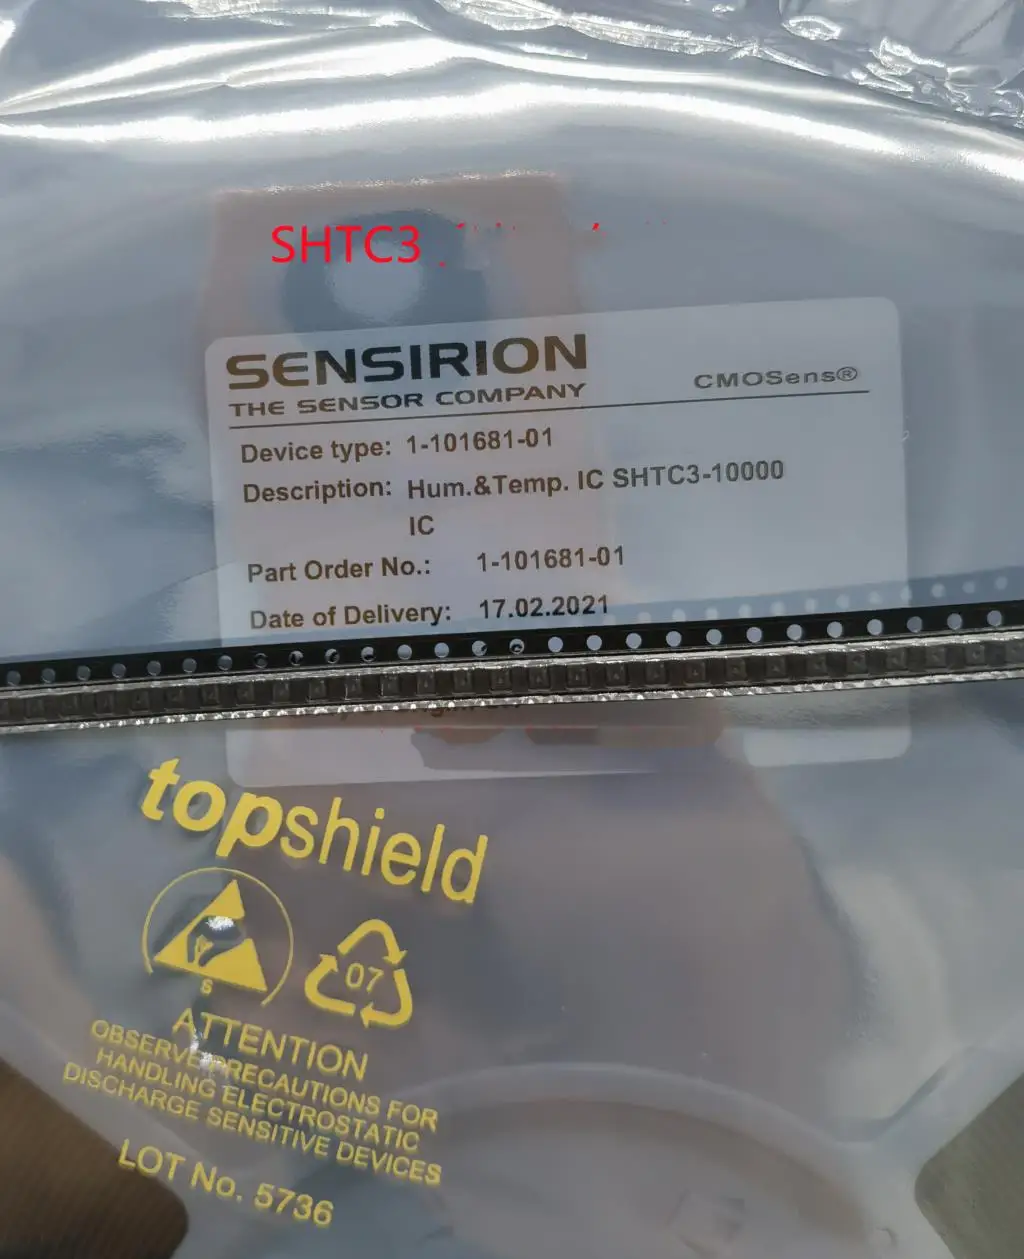 SHTC3
SENSIRION
THE SENSOR COMPANY
CMOSens®
Device type: 1-101681-01
Description: Hum.&Temp. IC SHTC3-10000
IC
Part Order No.: 1-101681-01
Date of Delivery: 17.02.2021
topshield
S
07
ATTENTION
OBSERVE PRECAUTIONS FOR
HANDLING ELECTROSTATIC
DISCHARGE SENSITIVE DEVICES
LOT No. 5736